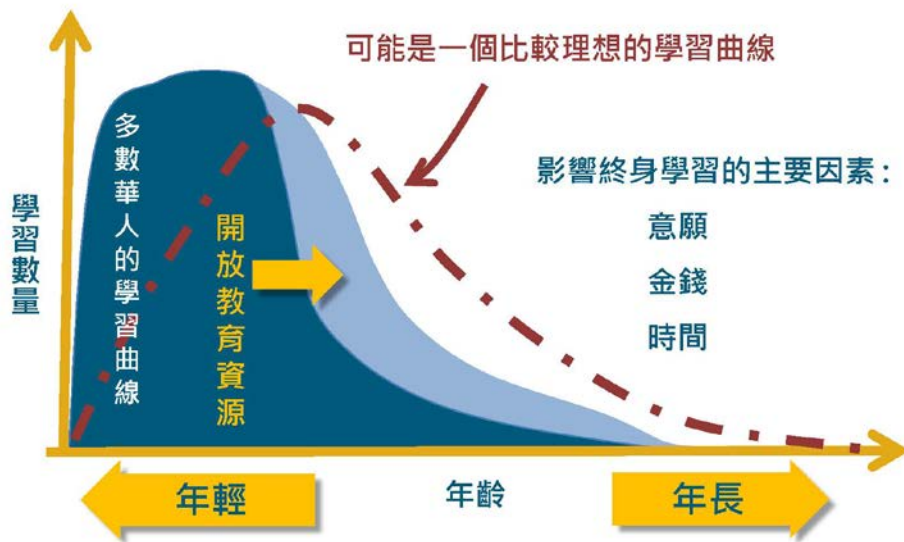 可能是一個比較理想的學習曲線
影響終身學習的主要因素：
意願
金錢
時間
學習數量
多數華人的學習曲線
開放教育資源
年輕
年齡
年長